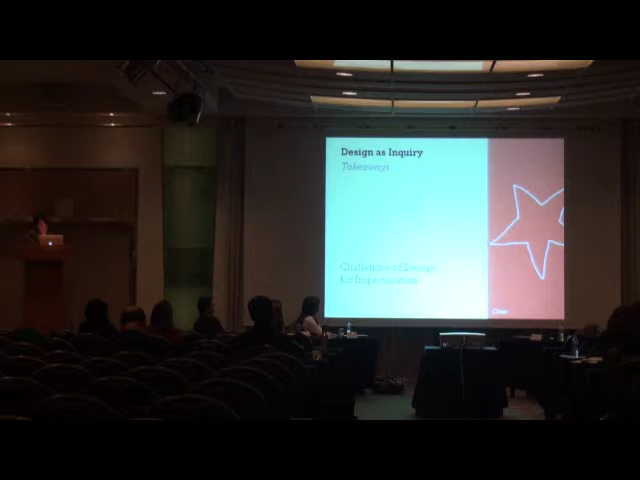 Design as Inquiry
Takeaways
Challenges of Design
for Improvisation